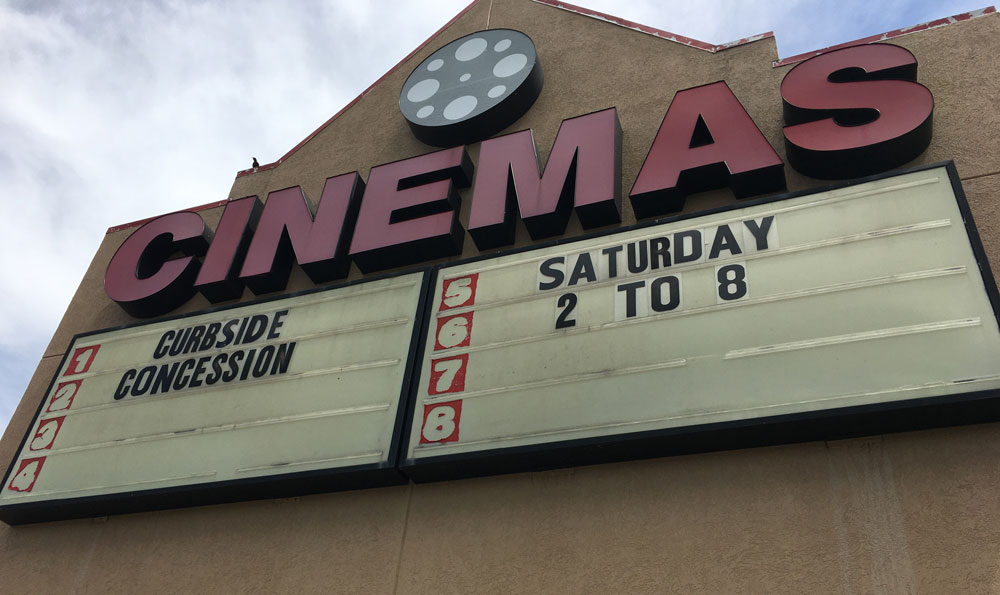 CINEMAS
1 CURBSIDE
2 CONCESSION
3
4
5 SATURDAY
6 2 TO 8
7
8